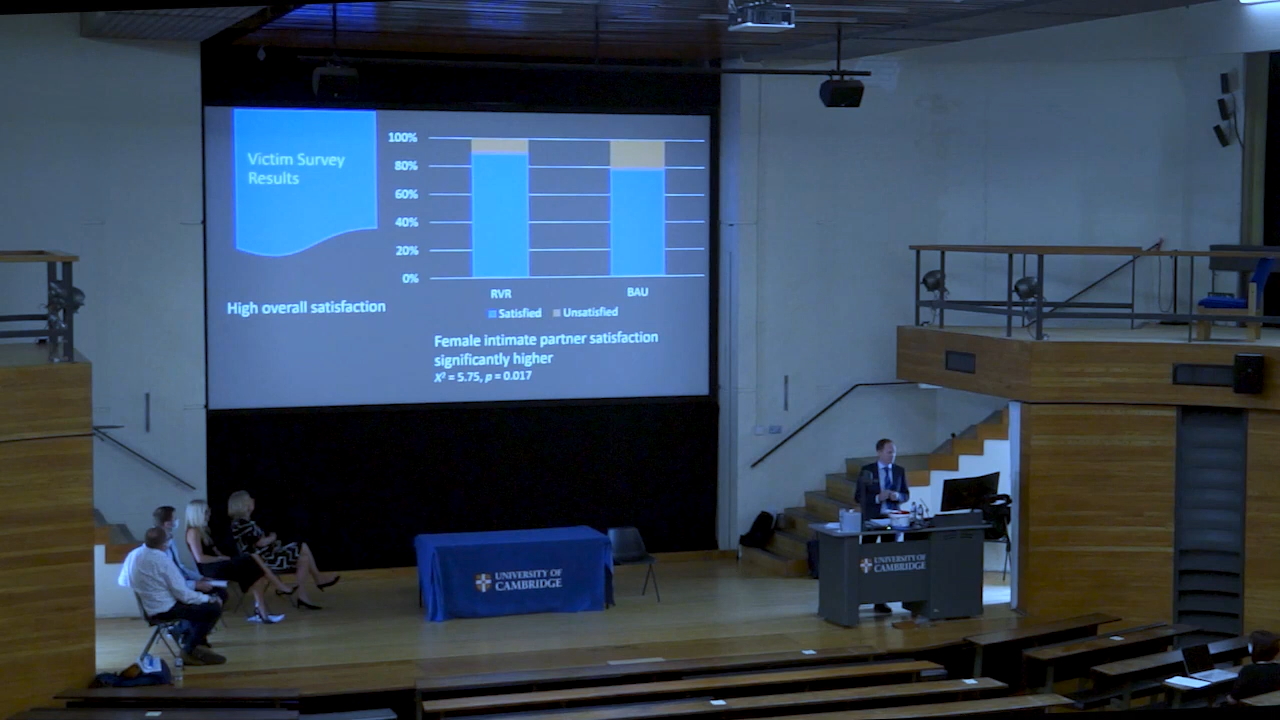 Victim Survey
Results
High overall satisfaction
100%
80%
60%
40%
20%
0%
RVR BAU
Satisfied Unsatisfied
Female intimate partner satisfaction
significantly higher
X² = 5.75, p = 0.017
UNIVERSITY OF
CAMBRIDGE
UNIVERSITY OF
CAMBRIDGE